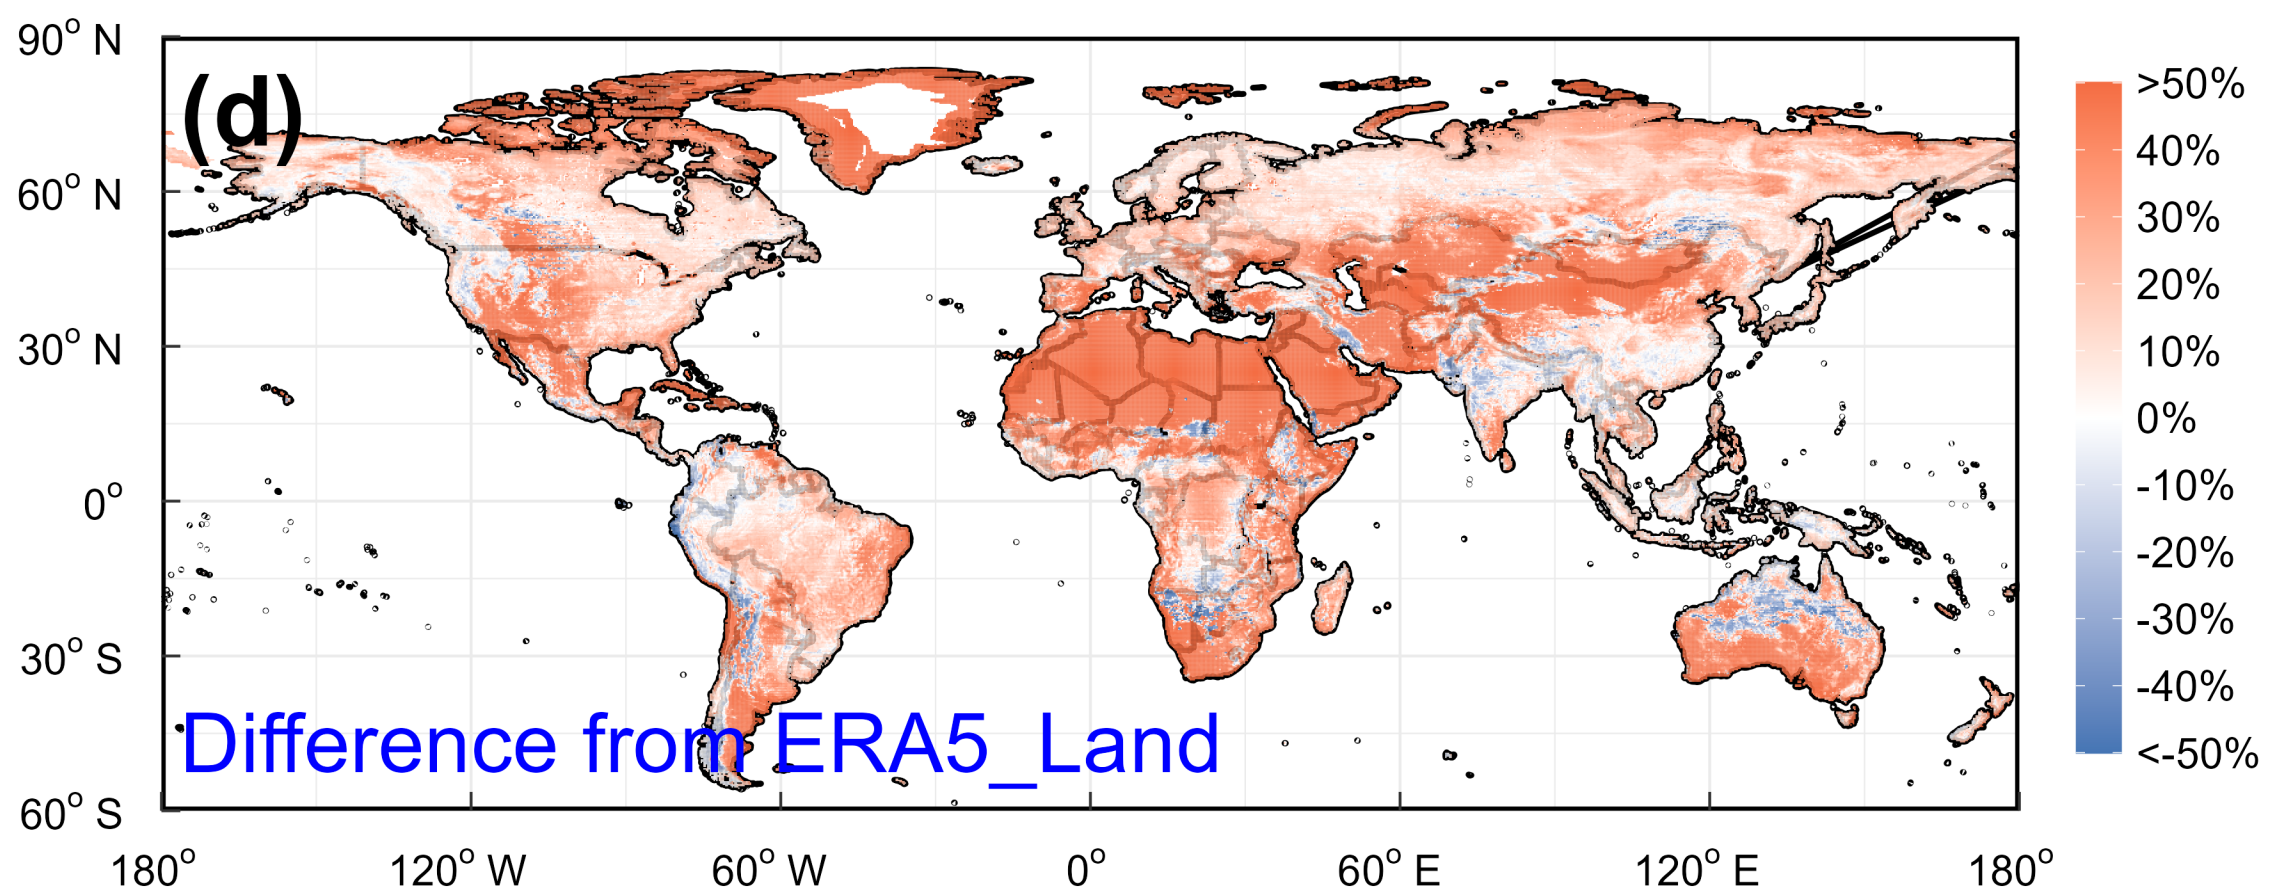 90° N
60° N
30° N
0°
30° S
60° S
(d)
Difference from ERA5_Land
180°
120° W
60° W
0°
60° E
120° E
180°
>50%
40%
30%
20%
10%
0%
-10%
-20%
-30%
-40%
<-50%